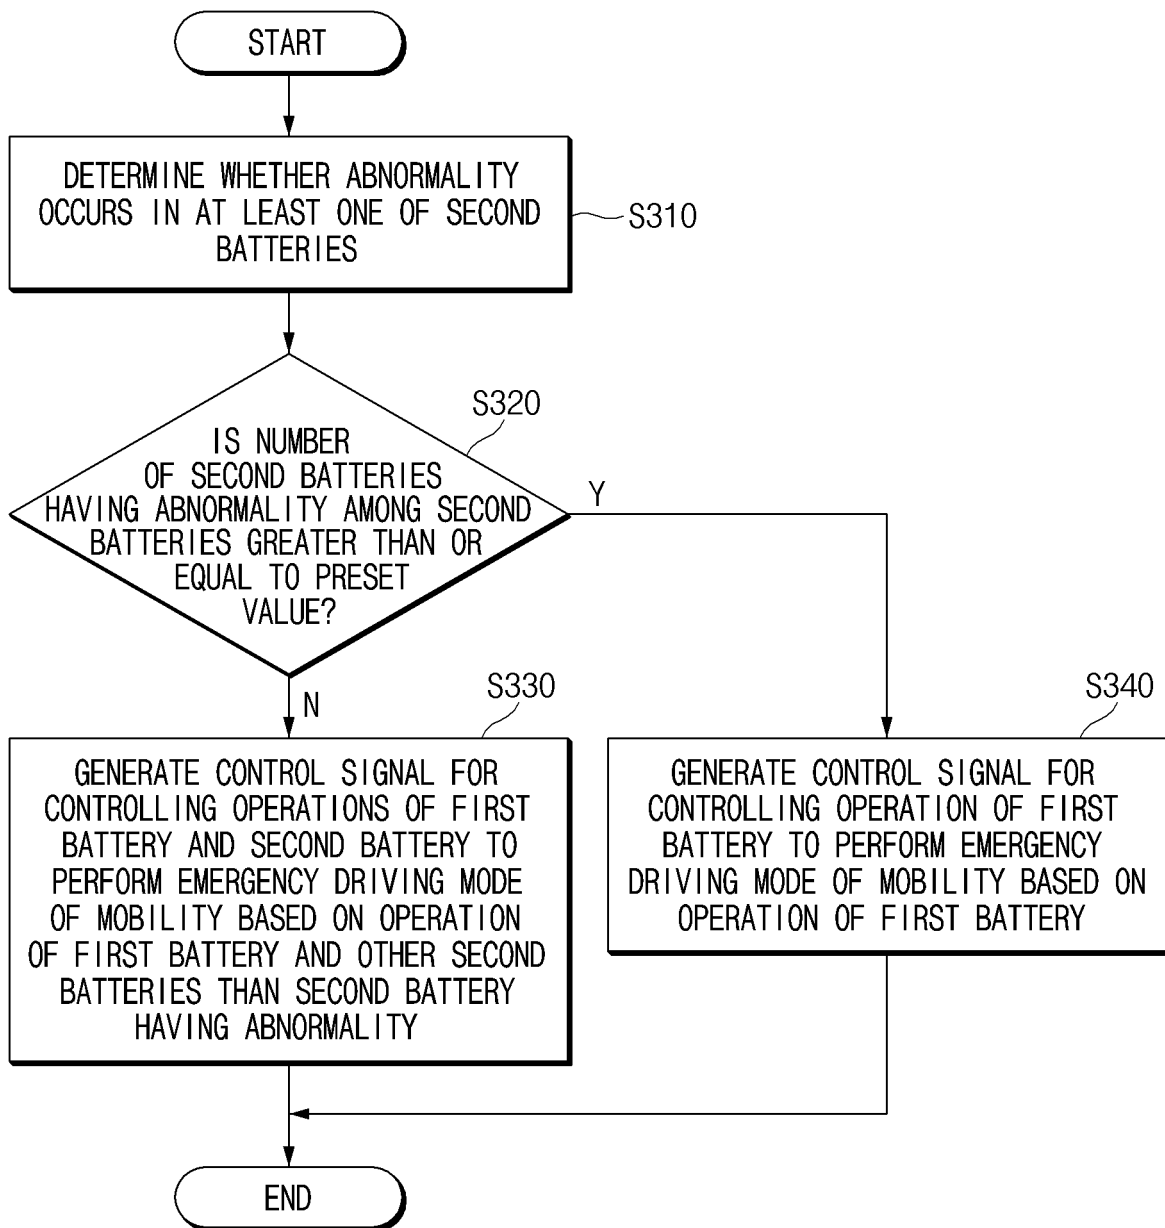 START
DETERMINE WHETHER ABNORMALITY
OCCURS IN AT LEAST ONE OF SECOND
BATTERIES
S310
S320
IS NUMBER
OF SECOND BATTERIES
HAVING ABNORMALITY AMONG SECOND
BATTERIES GREATER THAN OR
EQUAL TO PRESET
VALUE?
Y
N
S330
GENERATE CONTROL SIGNAL FOR
CONTROLLING OPERATIONS OF FIRST
BATTERY AND SECOND BATTERY TO
PERFORM EMERGENCY DRIVING MODE
OF MOBILITY BASED ON OPERATION
OF FIRST BATTERY AND OTHER SECOND
BATTERIES THAN SECOND BATTERY
HAVING ABNORMALITY
S340
GENERATE CONTROL SIGNAL FOR
CONTROLLING OPERATION OF FIRST
BATTERY TO PERFORM EMERGENCY
DRIVING MODE OF MOBILITY BASED ON
OPERATION OF FIRST BATTERY
END